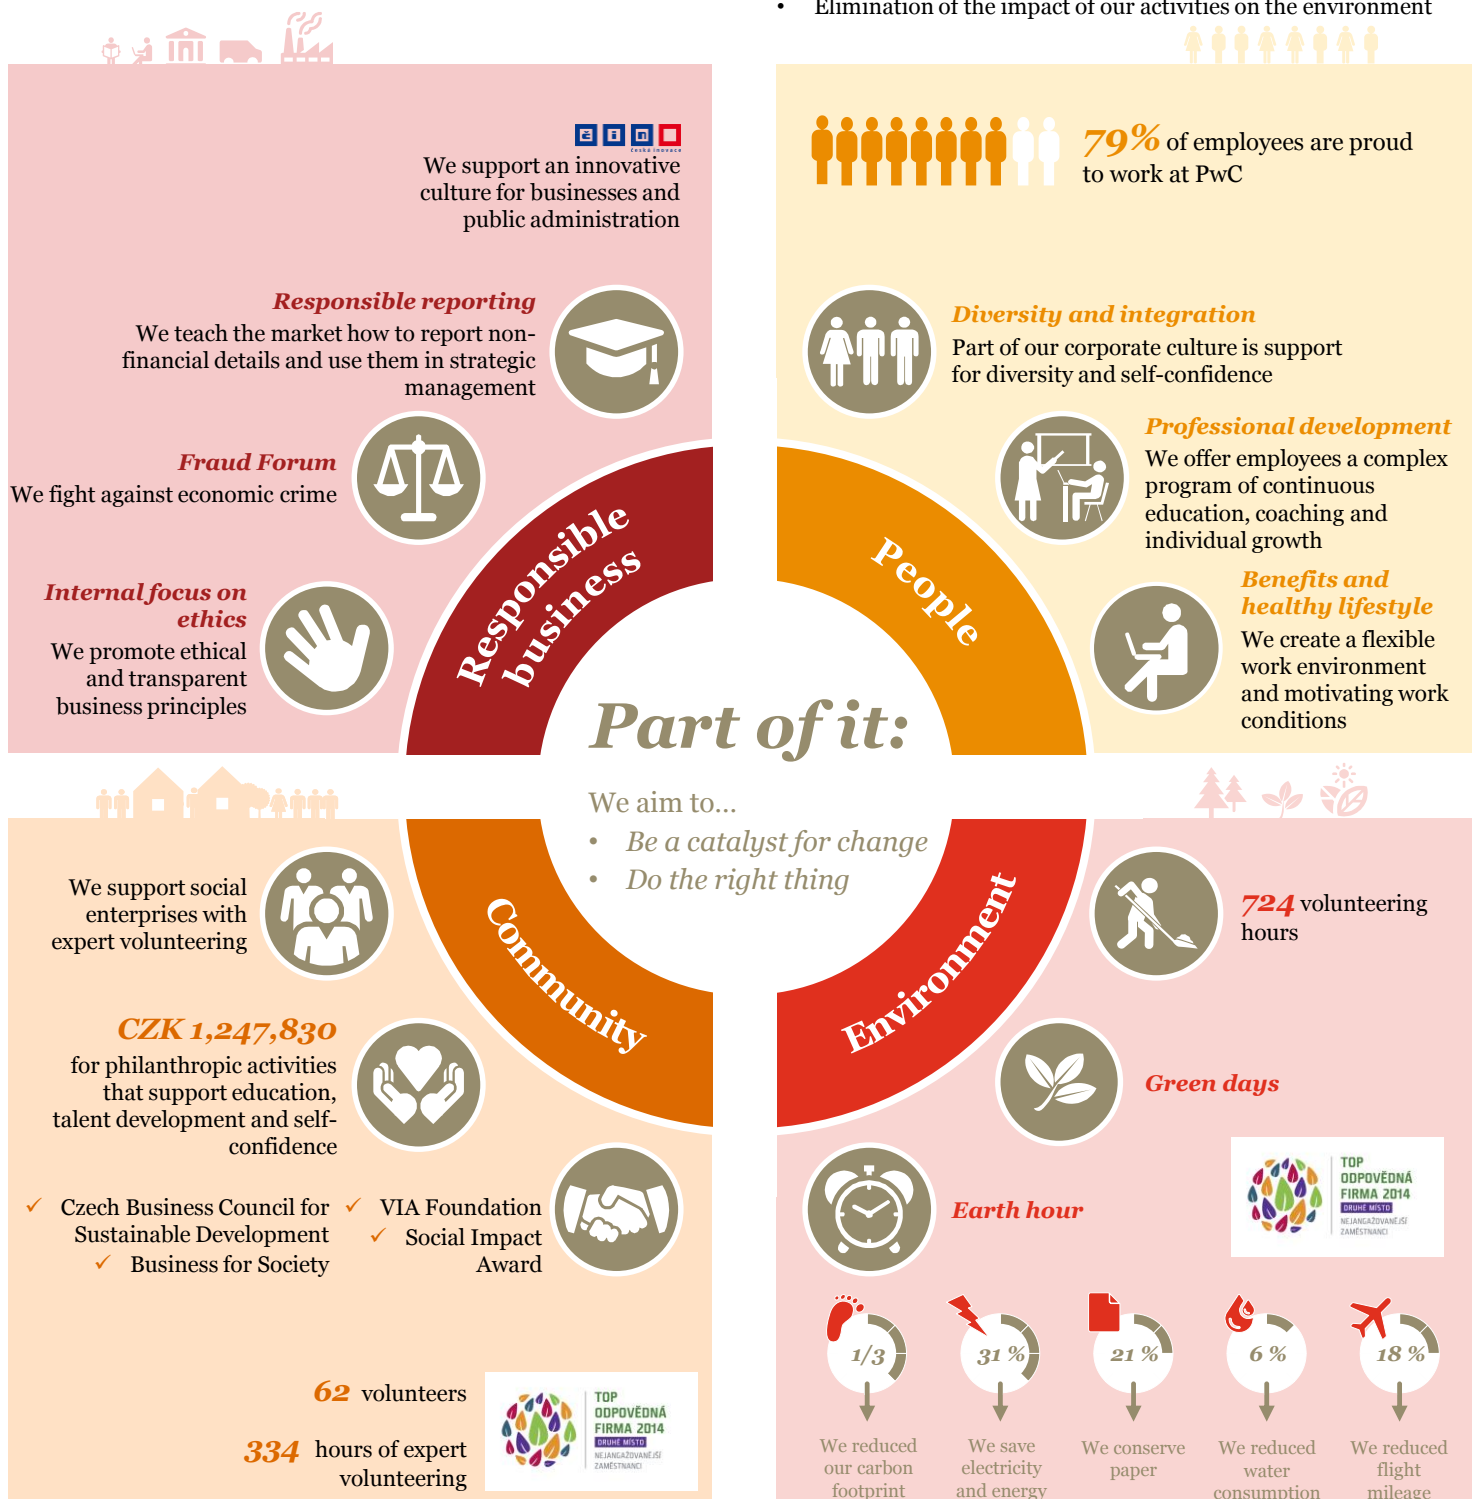 • Elimination of the impact of our activities on the environment
čino
česká inovace
We support an innovative
culture for businesses and
public administration
Responsible reporting
We teach the market how to report non-
financial details and use them in strategic
management
Fraud Forum
We fight against economic crime
Internal focus on
ethics
We promote ethical
and transparent
business principles
Responsible
business
79% of employees are proud
to work at PwC
Diversity and integration
Part of our corporate culture is support
for diversity and self-confidence
Professional development
We offer employees a complex
program of continuous
education, coaching and
individual growth
Benefits and
healthy lifestyle
We create a flexible
work environment
and motivating work
conditions
People
Part of it:
We aim to...
• Be a catalyst for change
• Do the right thing
We support social
enterprises with
expert volunteering
CZK 1,247,830
for philanthropic activities
that support education,
talent development and self-
confidence
✓ Czech Business Council for
Sustainable Development
✓ Business for Society
✓ VIA Foundation
✓ Social Impact
Award
62 volunteers
334 hours of expert
volunteering
TOP
ODPOVĚDNÁ
FIRMA 2014
DRUHÉ MÍSTO
NEJANGAŽOVANĚJŠÍ
ZAMĚSTNANCI
Community
Environment
724 volunteering
hours
Green days
Earth hour
TOP
ODPOVĚDNÁ
FIRMA 2014
DRUHÉ MÍSTO
NEJANGAŽOVANĚJŠÍ
ZAMĚSTNANCI
1/3
We reduced
our carbon
footprint
31 %
We save
electricity
and energy
21 %
We conserve
paper
6 %
We reduced
water
consumption
18 %
We reduced
flight
mileage